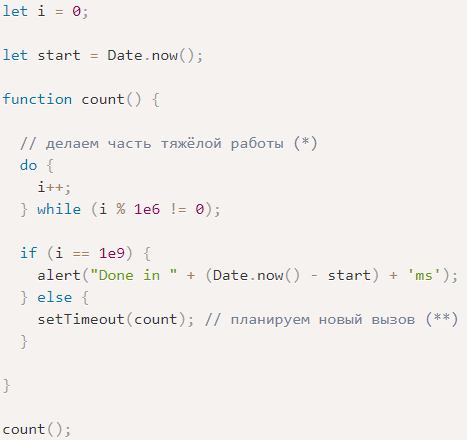 let i = 0;
let start = Date.now();
function count() {
// делаем часть тяжёлой работы (*)
do {
i++;
} while (i % 1e6 != 0);
if (i == 1e9) {
alert("Done in " + (Date.now() - start) + 'ms');
} else {
setTimeout(count); // планируем новый вызов (**)
}
}
count();